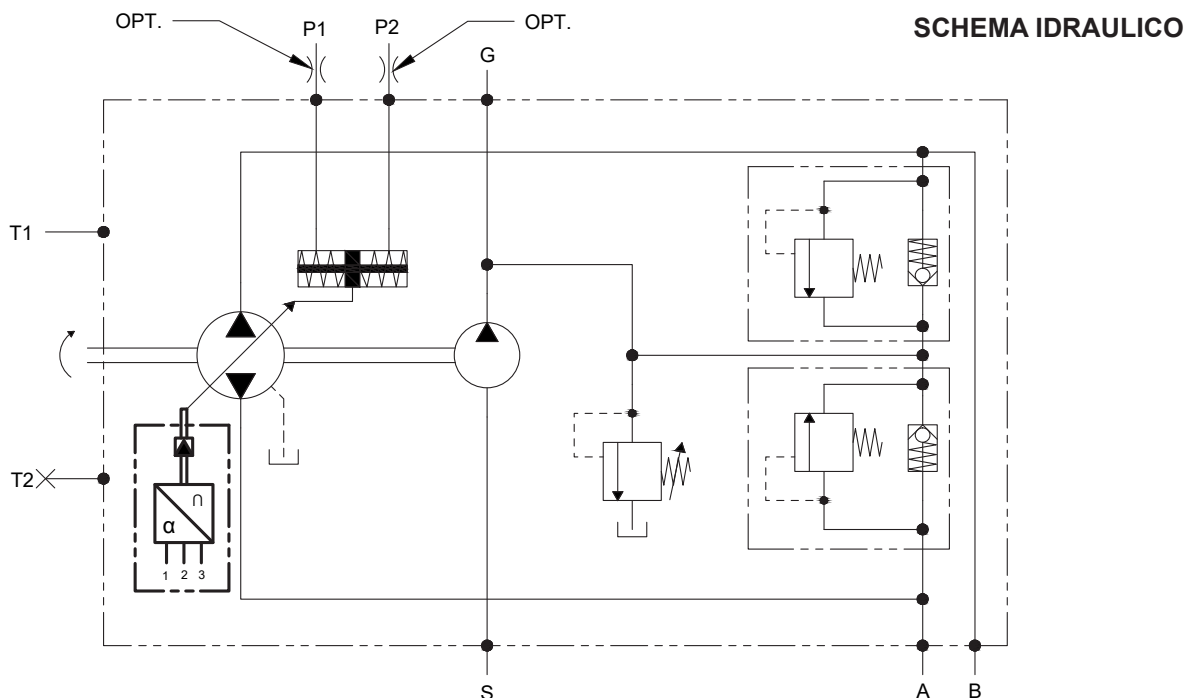 SCHEMA IDRAULICO
OPT.
P1
P2
OPT.
G
T1
T2
∩
α
1 2 3
S
A
B